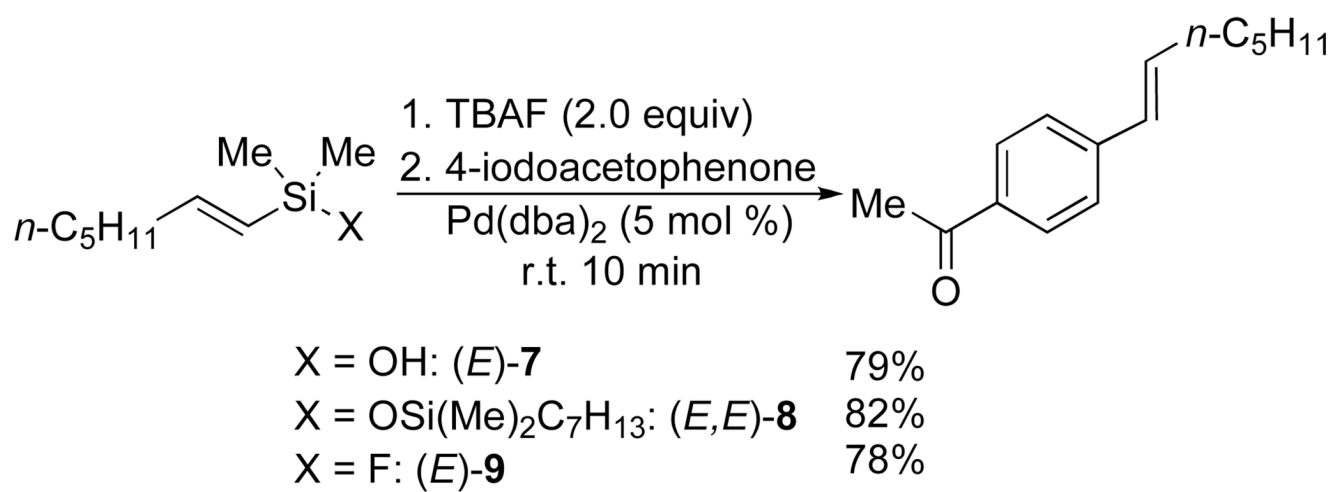 n-C5H11
1. TBAF (2.0 equiv)
Me Me
2. 4-iodoacetophenone
Si
n-C5H11
X
Me
Pd(dba)2 (5 mol %)
r.t. 10 min
O
X = OH: (E)-7 79%
X = OSi(Me)2C7H13: (E,E)-8 82%
X = F: (E)-9 78%